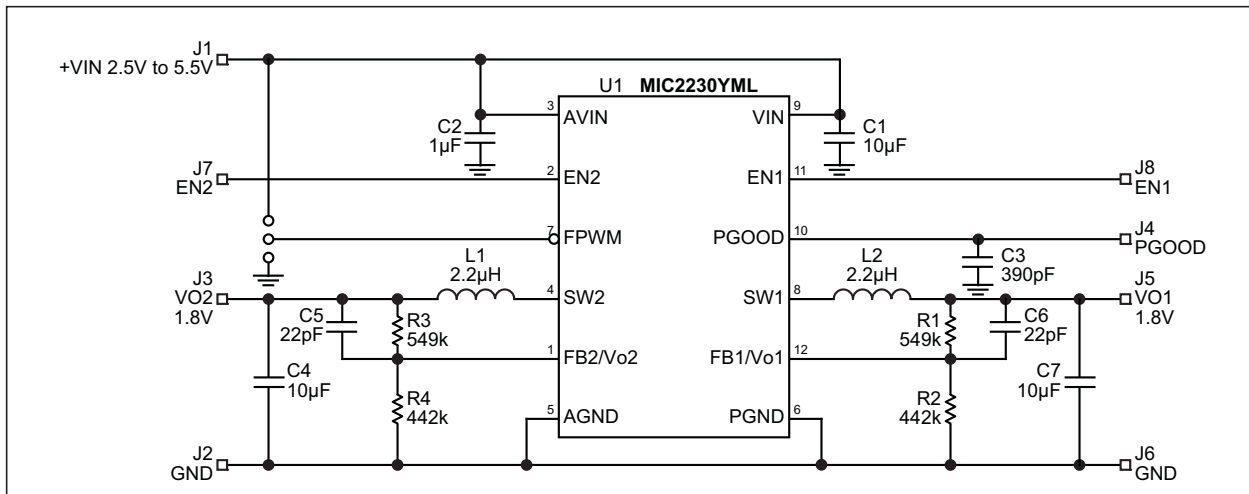 J1
+VIN 2.5V to 5.5V
U1 MIC2230YML
3
AVIN
VIN
9
C2
1µF
C1
10µF
J7
EN2
2
EN2
EN1
11
J8
EN1
7
FPWM
PGOOD
10
J4
PGOOD
L1
2.2µH
L2
2.2µH
C3
390pF
J3
VO2
1.8V
4
SW2
SW1
8
J5
VO1
1.8V
C5
22pF
R3
549k
R1
549k
C6
22pF
1
FB2/Vo2
FB1/Vo1
12
C4
10µF
R4
442k
R2
442k
C7
10µF
5
AGND
PGND
6
J2
GND
J6
GND